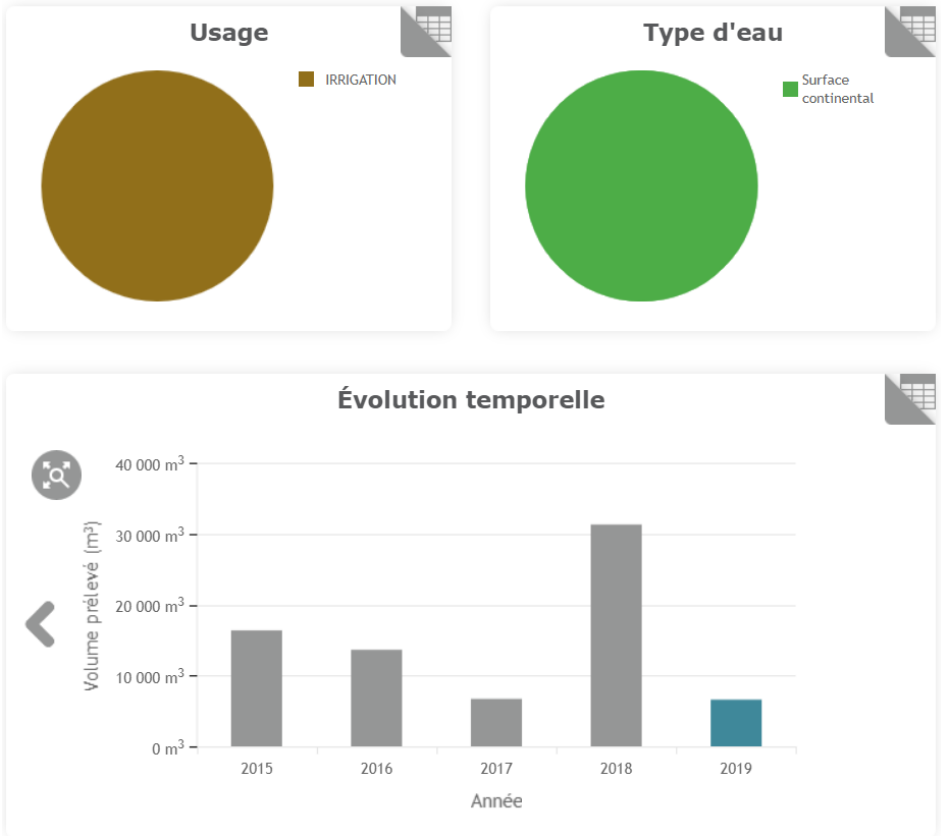 Usage
IRRIGATION
Type d'eau
Surface
continental
Évolution temporelle
Volume prélevé (m³)
40 000 m³
30 000 m³
20 000 m³
10 000 m³
0 m³
2015
2016
2017
2018
2019
Année